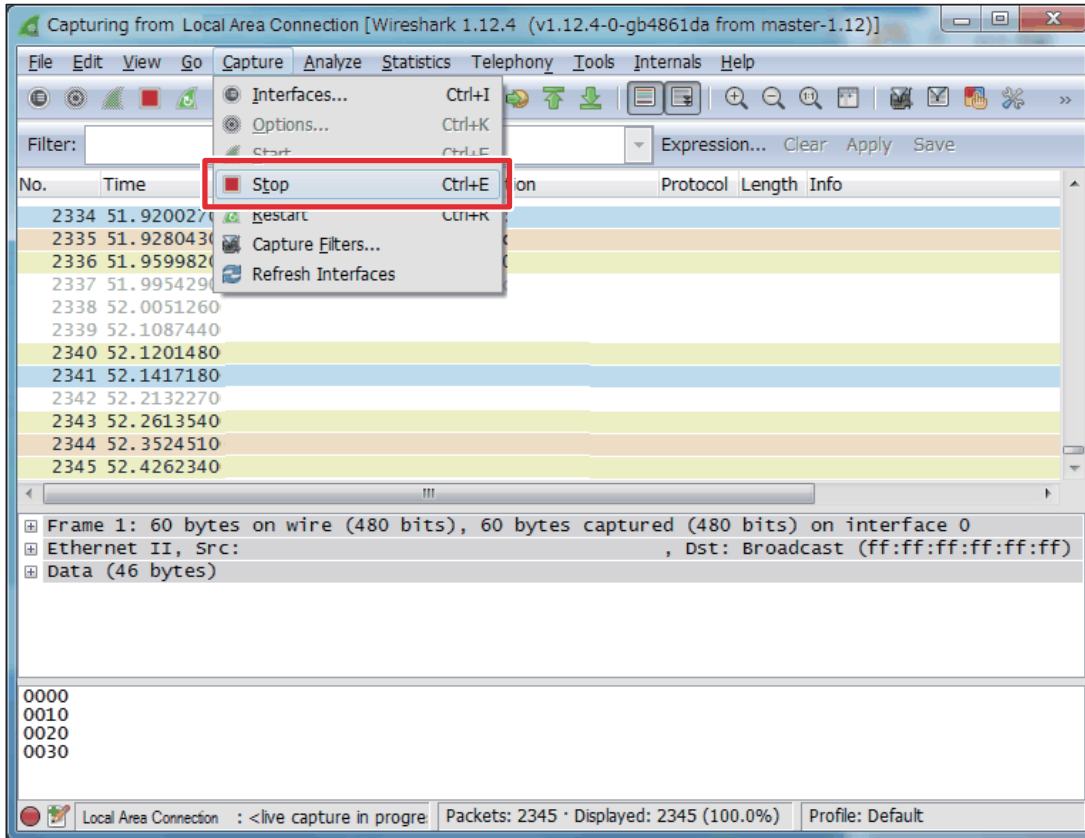 Capturing from Local Area Connection [Wireshark 1.12.4 (v1.12.4-0-gb4861da from master-1.12)]
File Edit View Go Capture Analyze Statistics Telephony Tools Internals Help
Interfaces... Ctrl+I
Options... Ctrl+K
Start Ctrl+E
Stop Ctrl+E
Restart Ctrl+R
Capture Filters...
Refresh Interfaces
Filter: Expression... Clear Apply Save
No. Time Protocol Length Info
2334 51.920027
2335 51.928043
2336 51.959982
2337 51.995429
2338 52.0051260
2339 52.1087440
2340 52.1201480
2341 52.1417180
2342 52.2132270
2343 52.2613540
2344 52.3524510
2345 52.4262340
Frame 1: 60 bytes on wire (480 bits), 60 bytes captured (480 bits) on interface 0
Ethernet II, Src: , Dst: Broadcast (ff:ff:ff:ff:ff:ff)
Data (46 bytes)
0000
0010
0020
0030
Local Area Connection : <live capture in progre Packets: 2345 · Displayed: 2345 (100.0%) Profile: Default